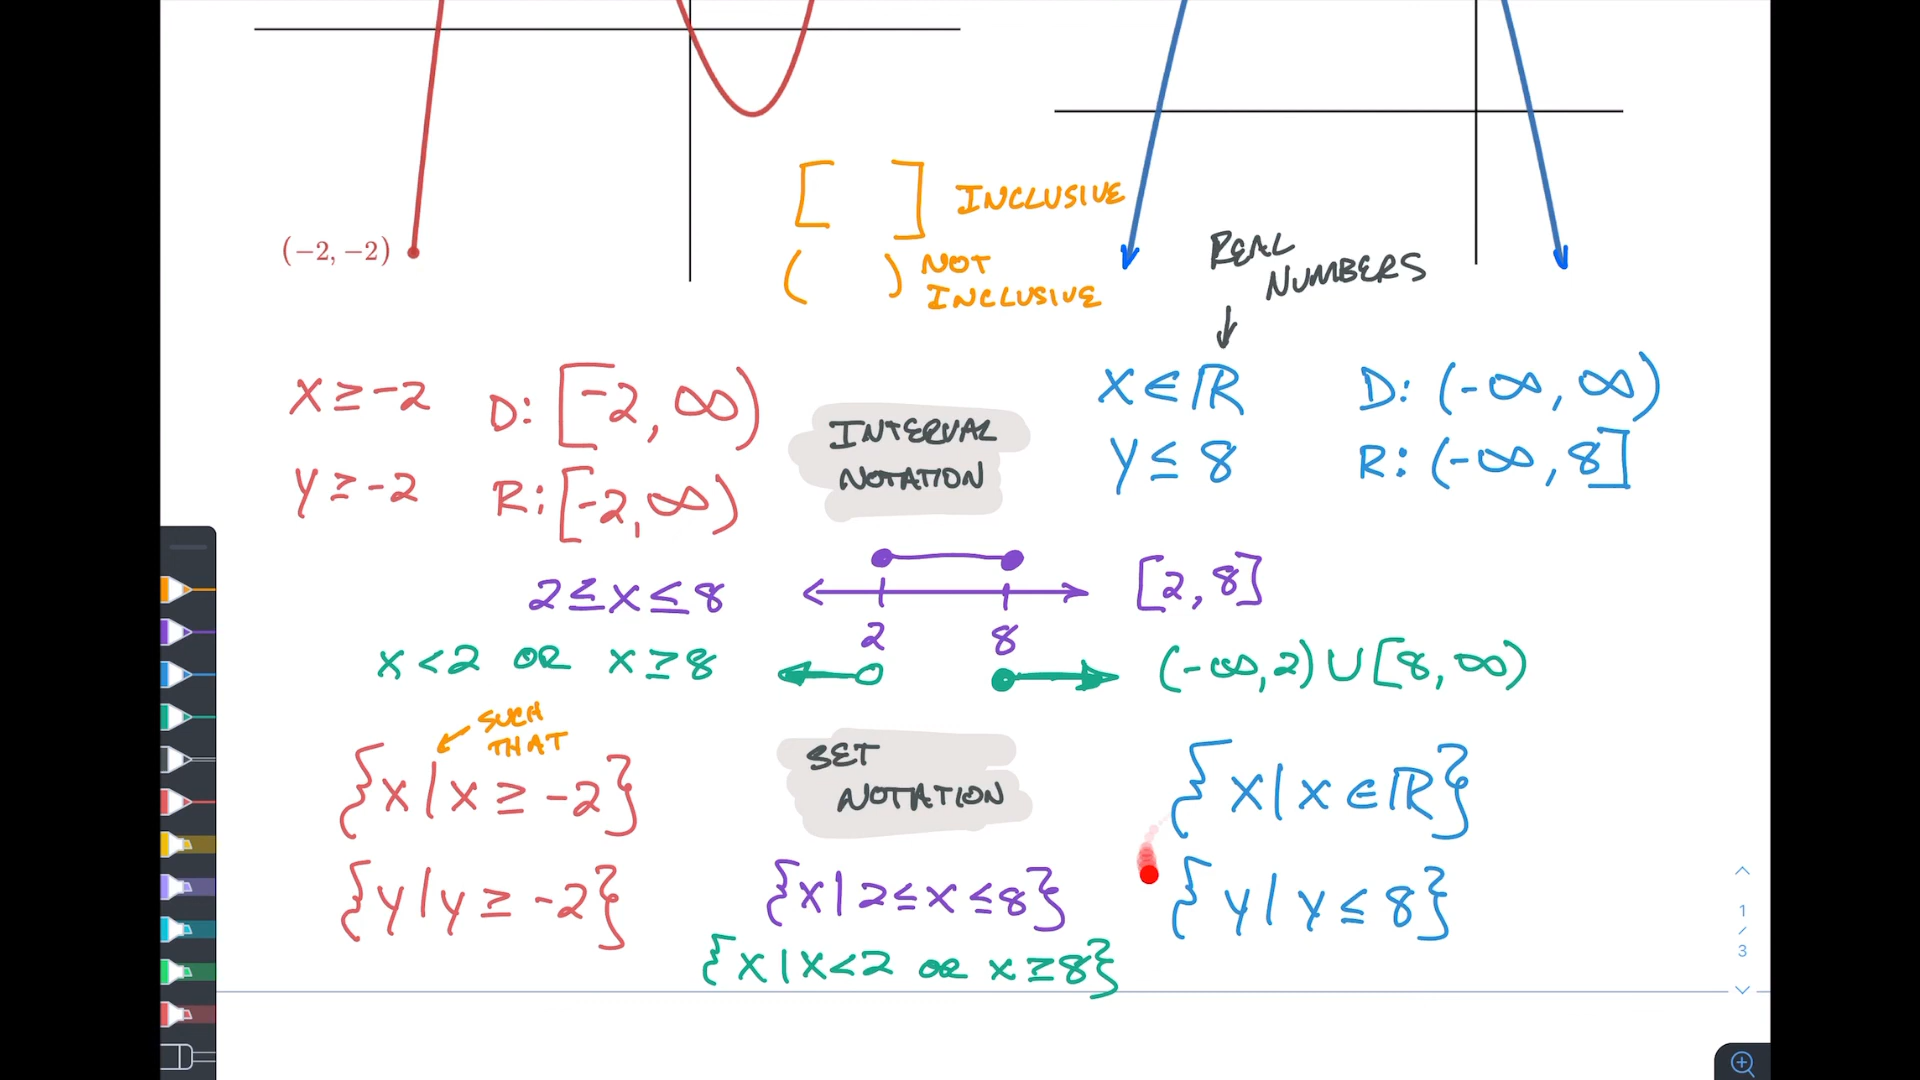 [ ] INCLUSIVE
(−2, −2)
( ) NOT
INCLUSIVE
REAL
NUMBERS
X ≥ -2 D: [-2, ∞)
Y ≥ -2 R: [-2, ∞)
INTERVAL
NOTATION
X ∈ ℝ D: (-∞, ∞)
Y ≤ 8 R: (-∞, 8]
2 ≤ X ≤ 8
2 8
[2, 8]
X < 2 OR X ≥ 8
(-∞, 2) ∪ [8, ∞)
SUCH
THAT
{X | X ≥ -2}
{y | y ≥ -2}
SET
NOTATION
{X | 2 ≤ X ≤ 8}
{X | X < 2 OR X ≥ 8}
{X | X ∈ ℝ}
{Y | Y ≤ 8}
1
/
3